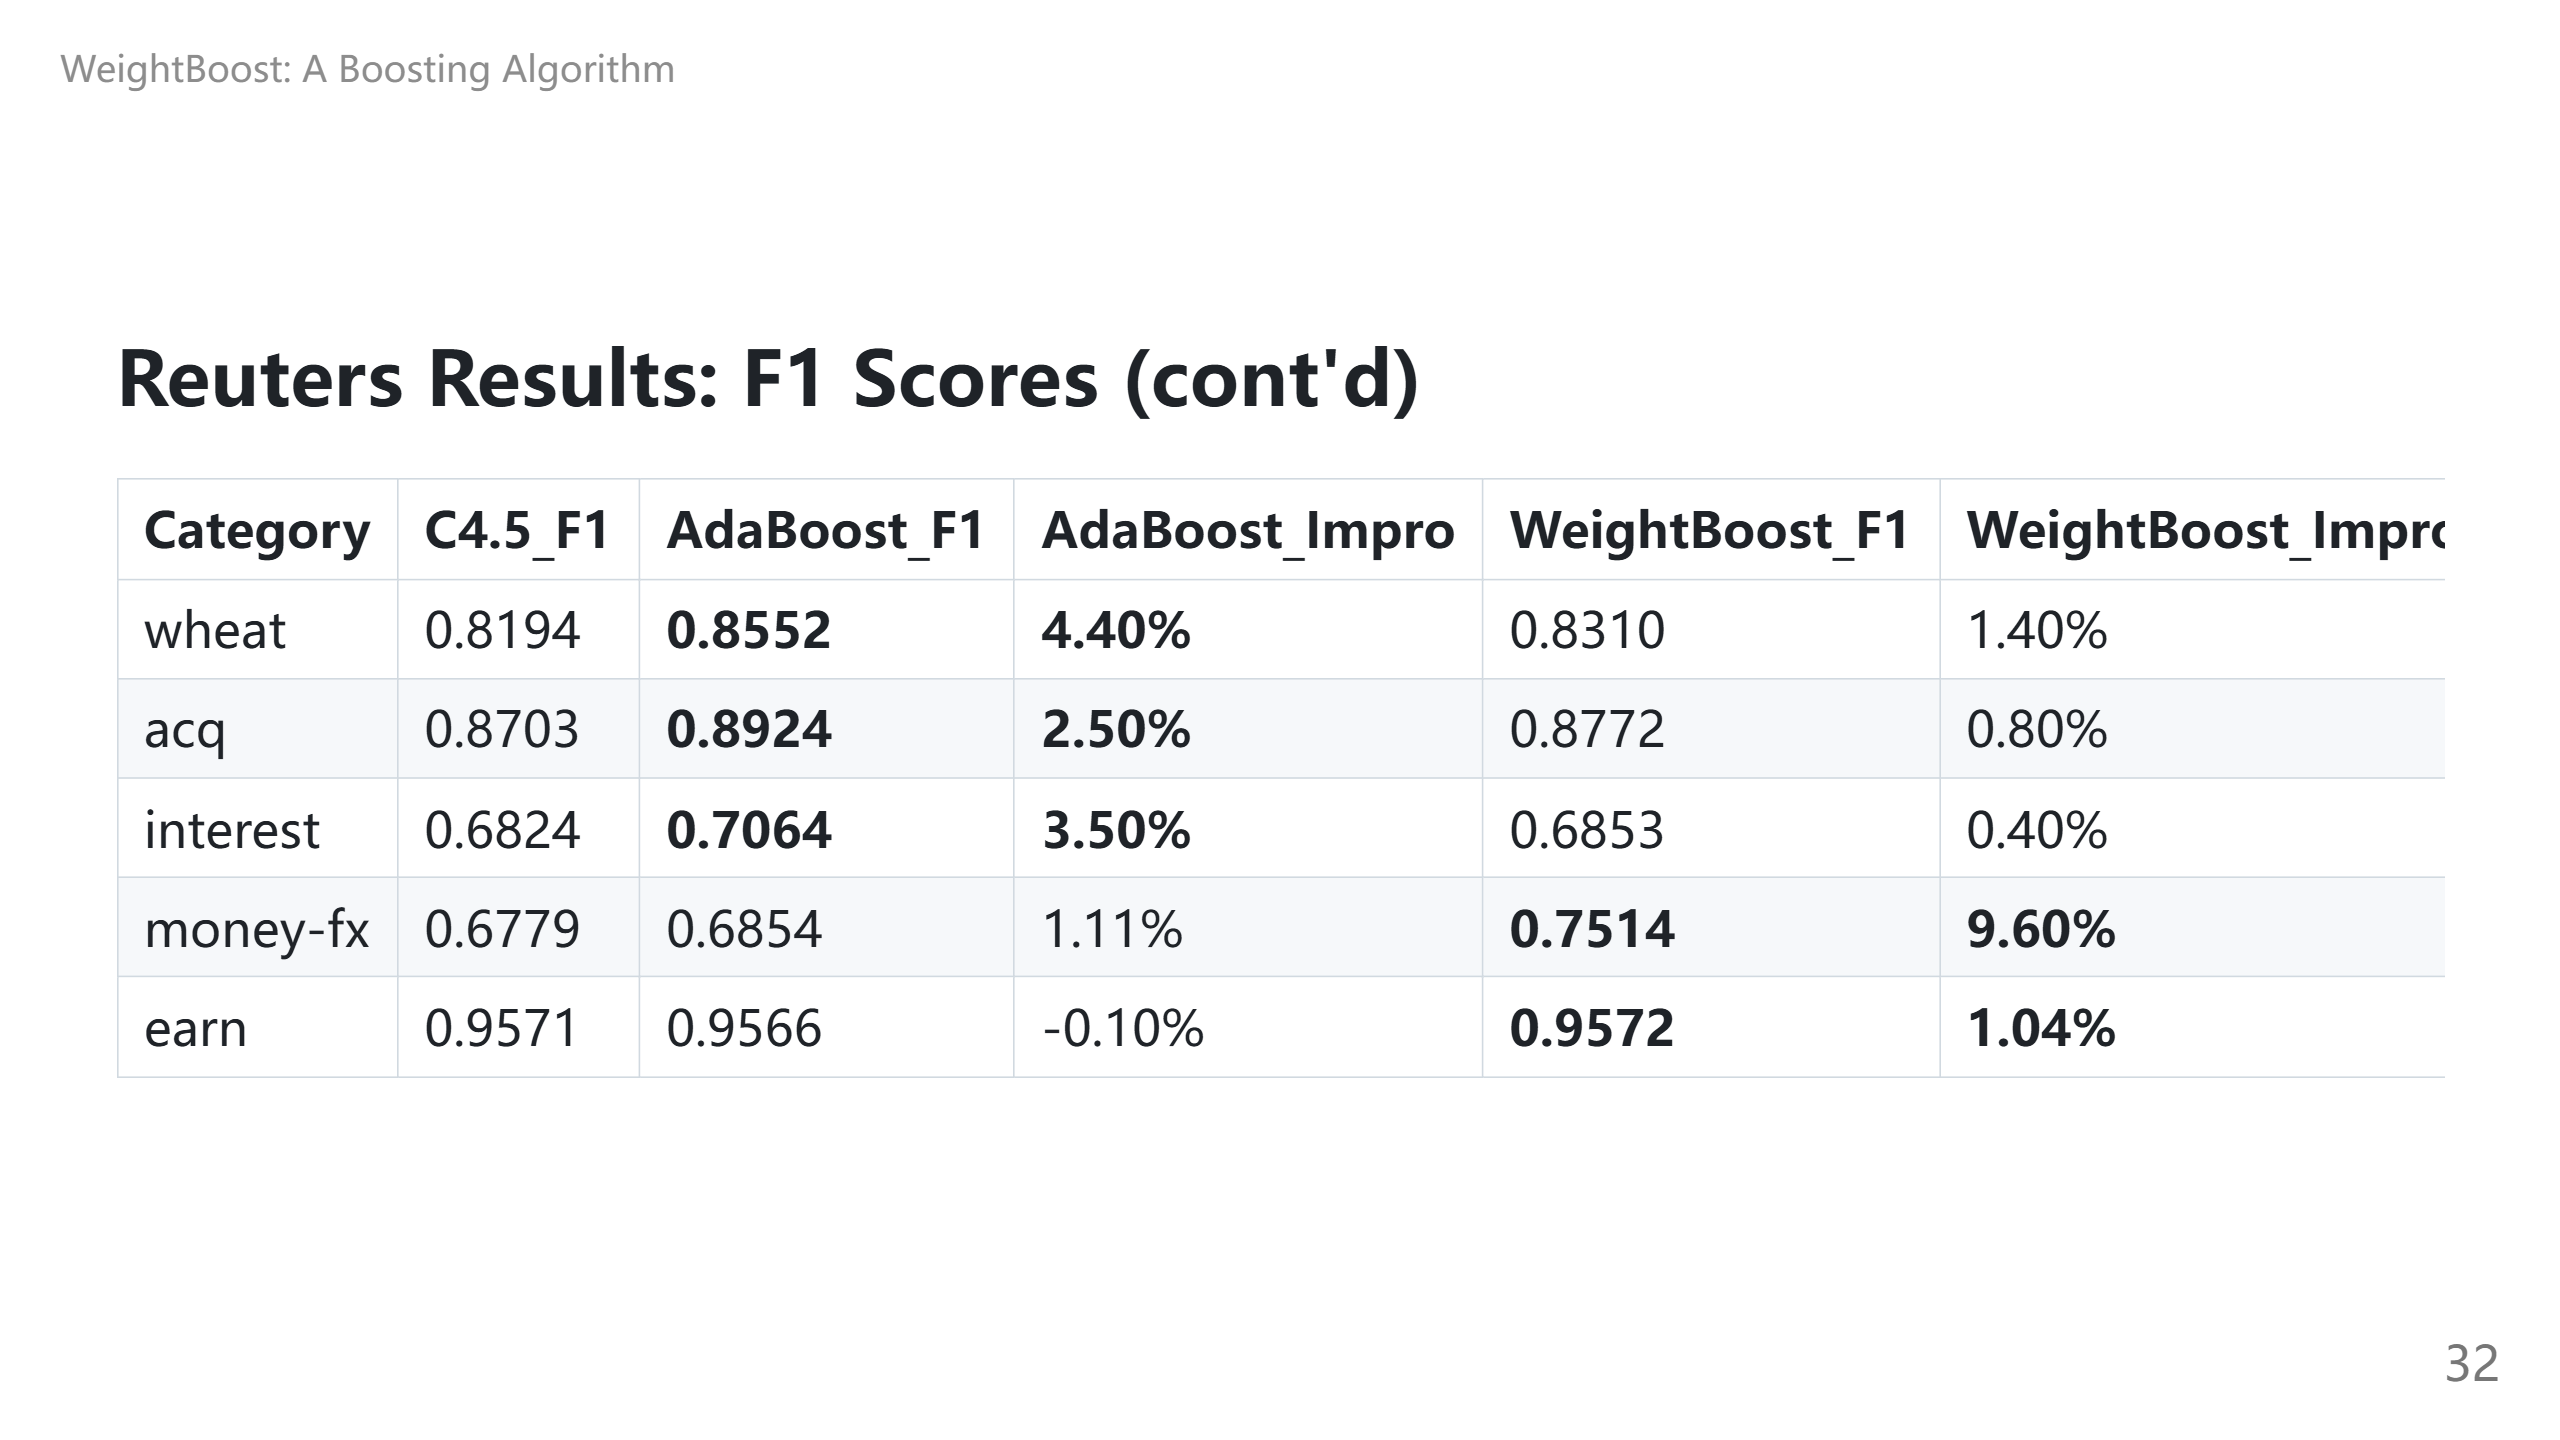 WeightBoost: A Boosting Algorithm
Reuters Results: F1 Scores (cont'd)
Category C4.5_F1 AdaBoost_F1 AdaBoost_Impro WeightBoost_F1 WeightBoost_Impro
wheat 0.8194 0.8552 4.40% 0.8310 1.40%
acq 0.8703 0.8924 2.50% 0.8772 0.80%
interest 0.6824 0.7064 3.50% 0.6853 0.40%
money-fx 0.6779 0.6854 1.11% 0.7514 9.60%
earn 0.9571 0.9566 -0.10% 0.9572 1.04%
32